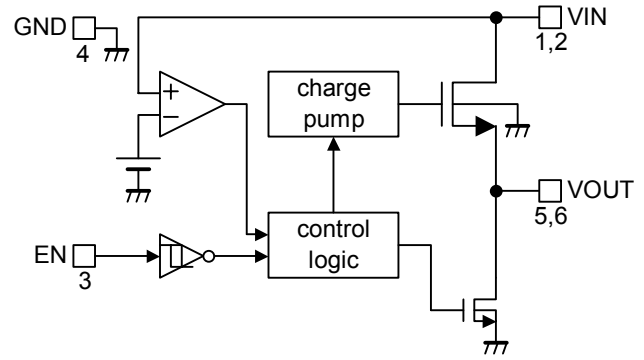 GND
4
VIN
1,2
+
−
charge
pump
VOUT
5,6
control
logic
EN
3